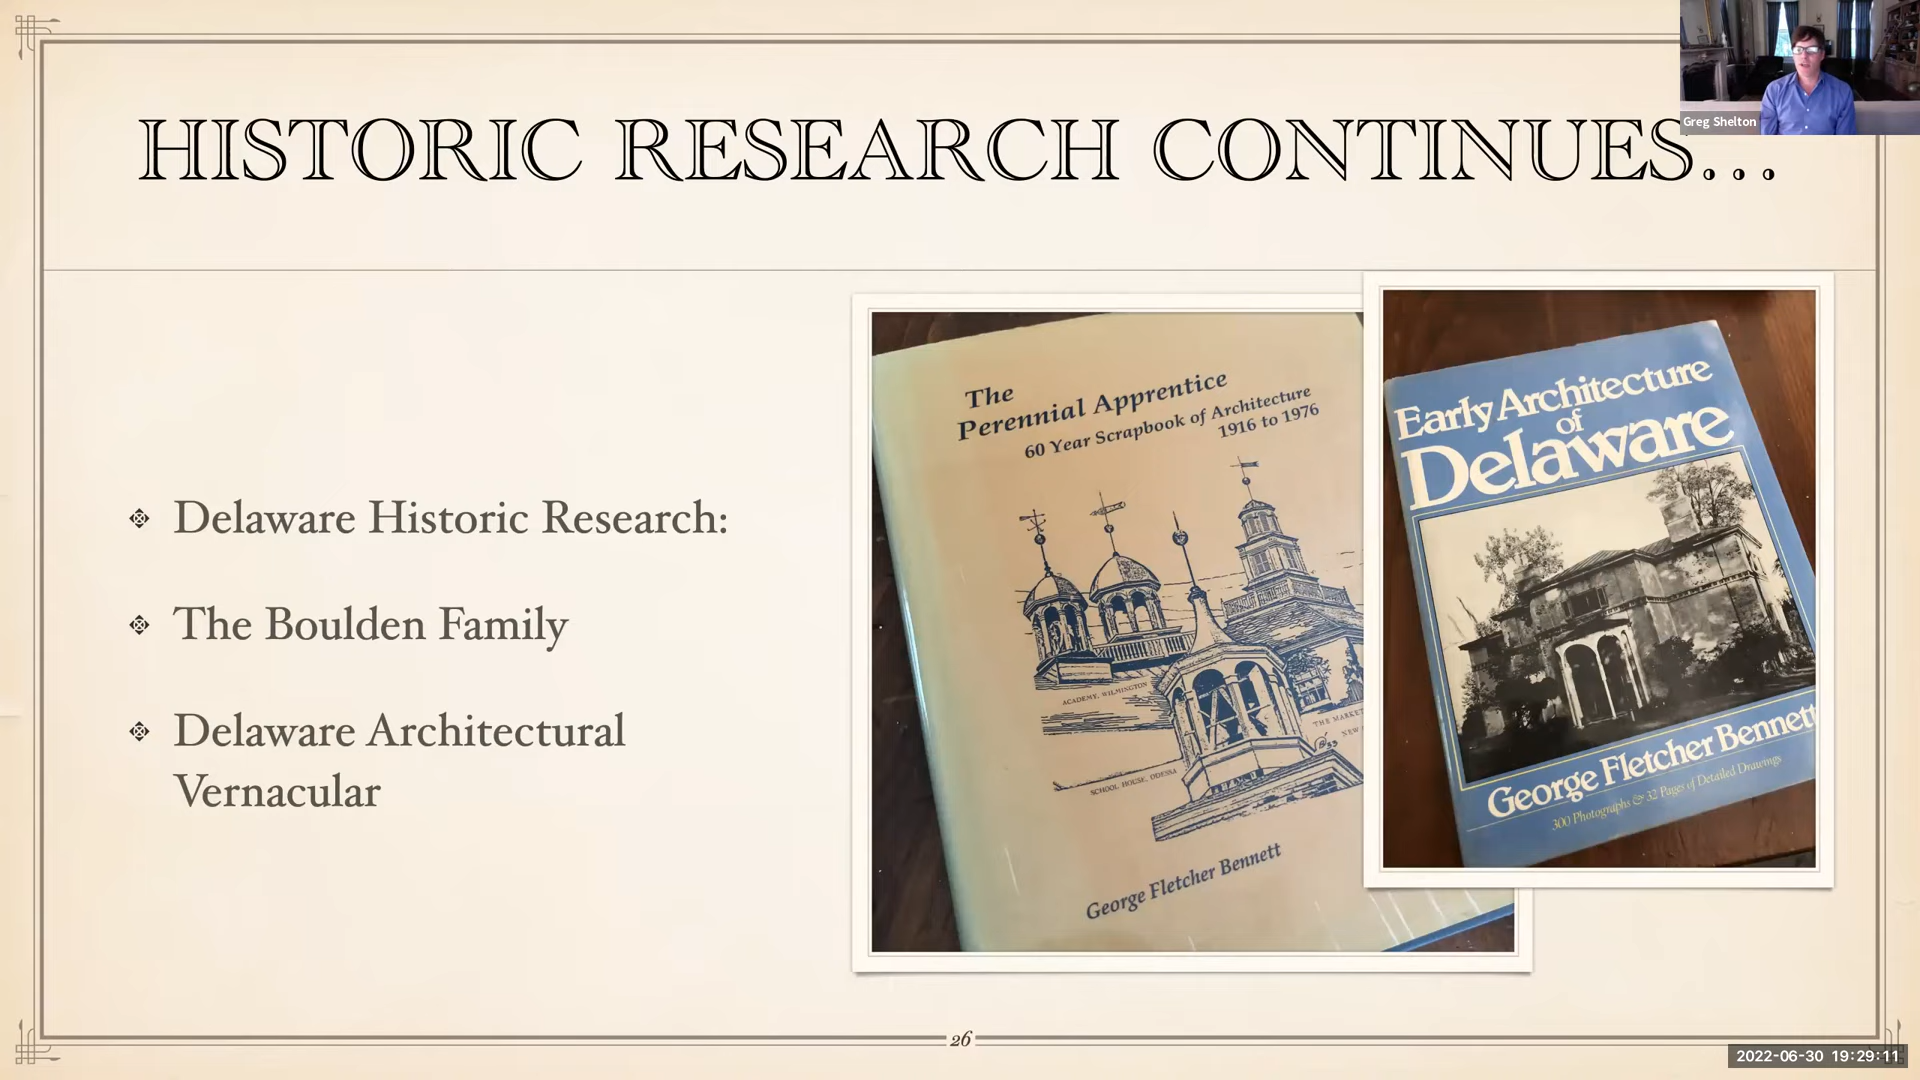 Greg Shelton
HISTORIC RESEARCH CONTINUES...
Delaware Historic Research:
The Boulden Family
Delaware Architectural
Vernacular
The
Perennial Apprentice
60 Year Scrapbook of Architecture
1916 to 1976
ACADEMY, WILMINGTON
THE MARKET
NEW
'53
SCHOOL HOUSE, ODESSA
George Fletcher Bennett
Early Architecture
of
Delaware
George Fletcher Bennett
300 Photographs & 32 Pages of Detailed Drawings
26
2022-06-30 19:29:11